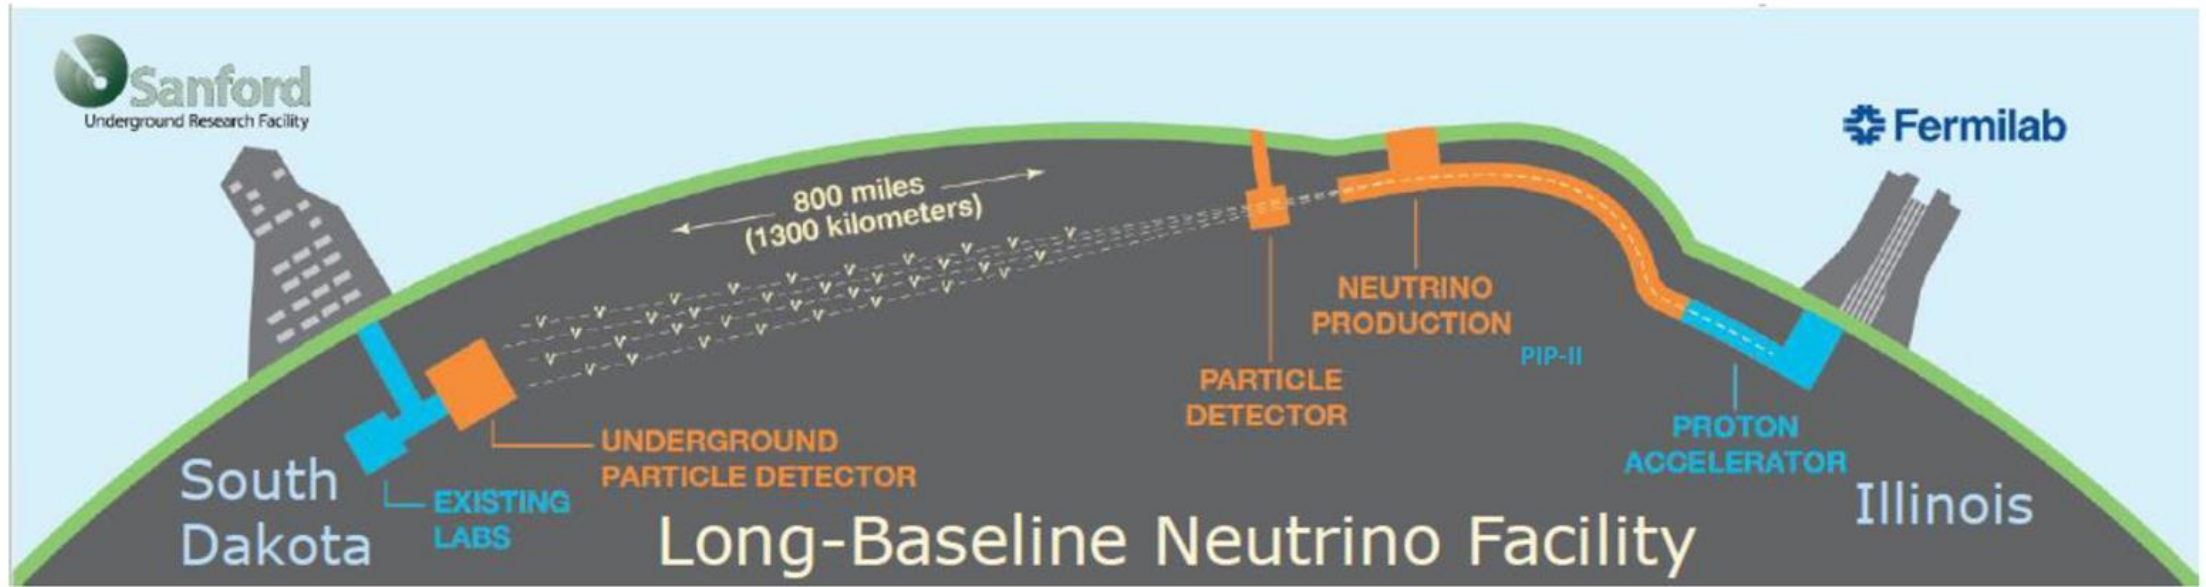 Sanford
Underground Research Facility
Fermilab
800 miles
(1300 kilometers)
v v v v v v v v v
v v v v v v v v
v v v v v v v
v v v v v v v
NEUTRINO
PRODUCTION
PIP-II
PARTICLE
DETECTOR
PROTON
ACCELERATOR
UNDERGROUND
PARTICLE DETECTOR
EXISTING
LABS
South
Dakota
Illinois
Long-Baseline Neutrino Facility